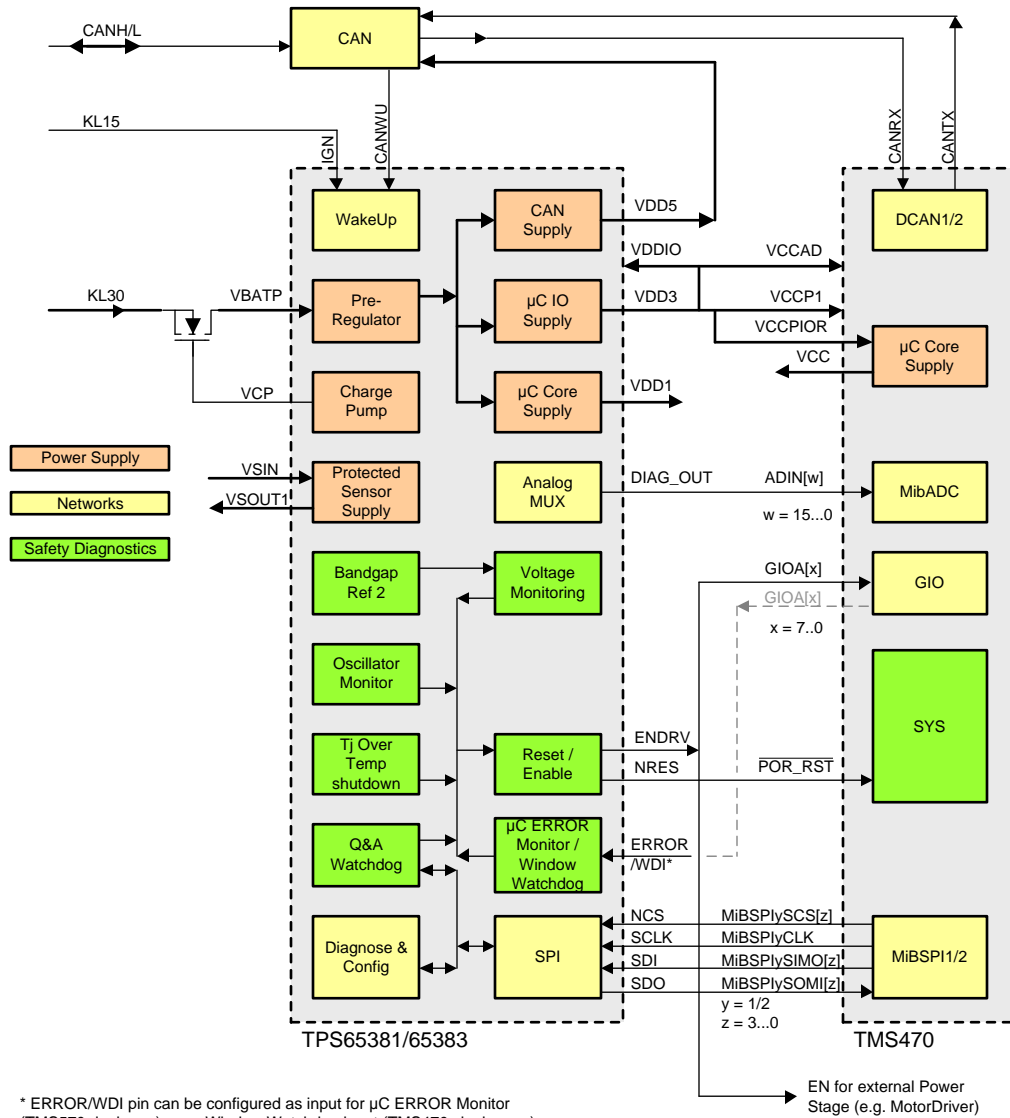 CANH/L
CAN
KL15
IGN
CANWU
CANRX
CANTX
WakeUp
CAN
Supply
VDD5
DCAN1/2
VDDIO
VCCAD
KL30
VBATP
Pre-
Regulator
µC IO
Supply
VDD3
VCCP1
VCCPIOR
µC Core
Supply
VCC
VCP
Charge
Pump
µC Core
Supply
VDD1
Power Supply
Networks
Safety Diagnostics
VSIN
VSOUT1
Protected
Sensor
Supply
Analog
MUX
DIAG_OUT
ADIN[w]
w = 15...0
MibADC
Bandgap
Ref 2
Voltage
Monitoring
GIOA[x]
GIOA[x]
x = 7..0
GIO
Oscillator
Monitor
SYS
Tj Over
Temp
shutdown
Reset /
Enable
ENDRV
NRES
POR_RST
Q&A
Watchdog
µC ERROR
Monitor /
Window
Watchdog
ERROR
/WDI*
Diagnose &
Config
SPI
NCS
SCLK
SDI
SDO
MiBSPIySCS[z]
MiBSPIyCLK
MiBSPIySIMO[z]
MiBSPIySOMI[z]
y = 1/2
z = 3...0
MiBSPI1/2
TPS65381/65383
TMS470
EN for external Power
Stage (e.g. MotorDriver)
* ERROR/WDI pin can be configured as input for µC ERROR Monitor